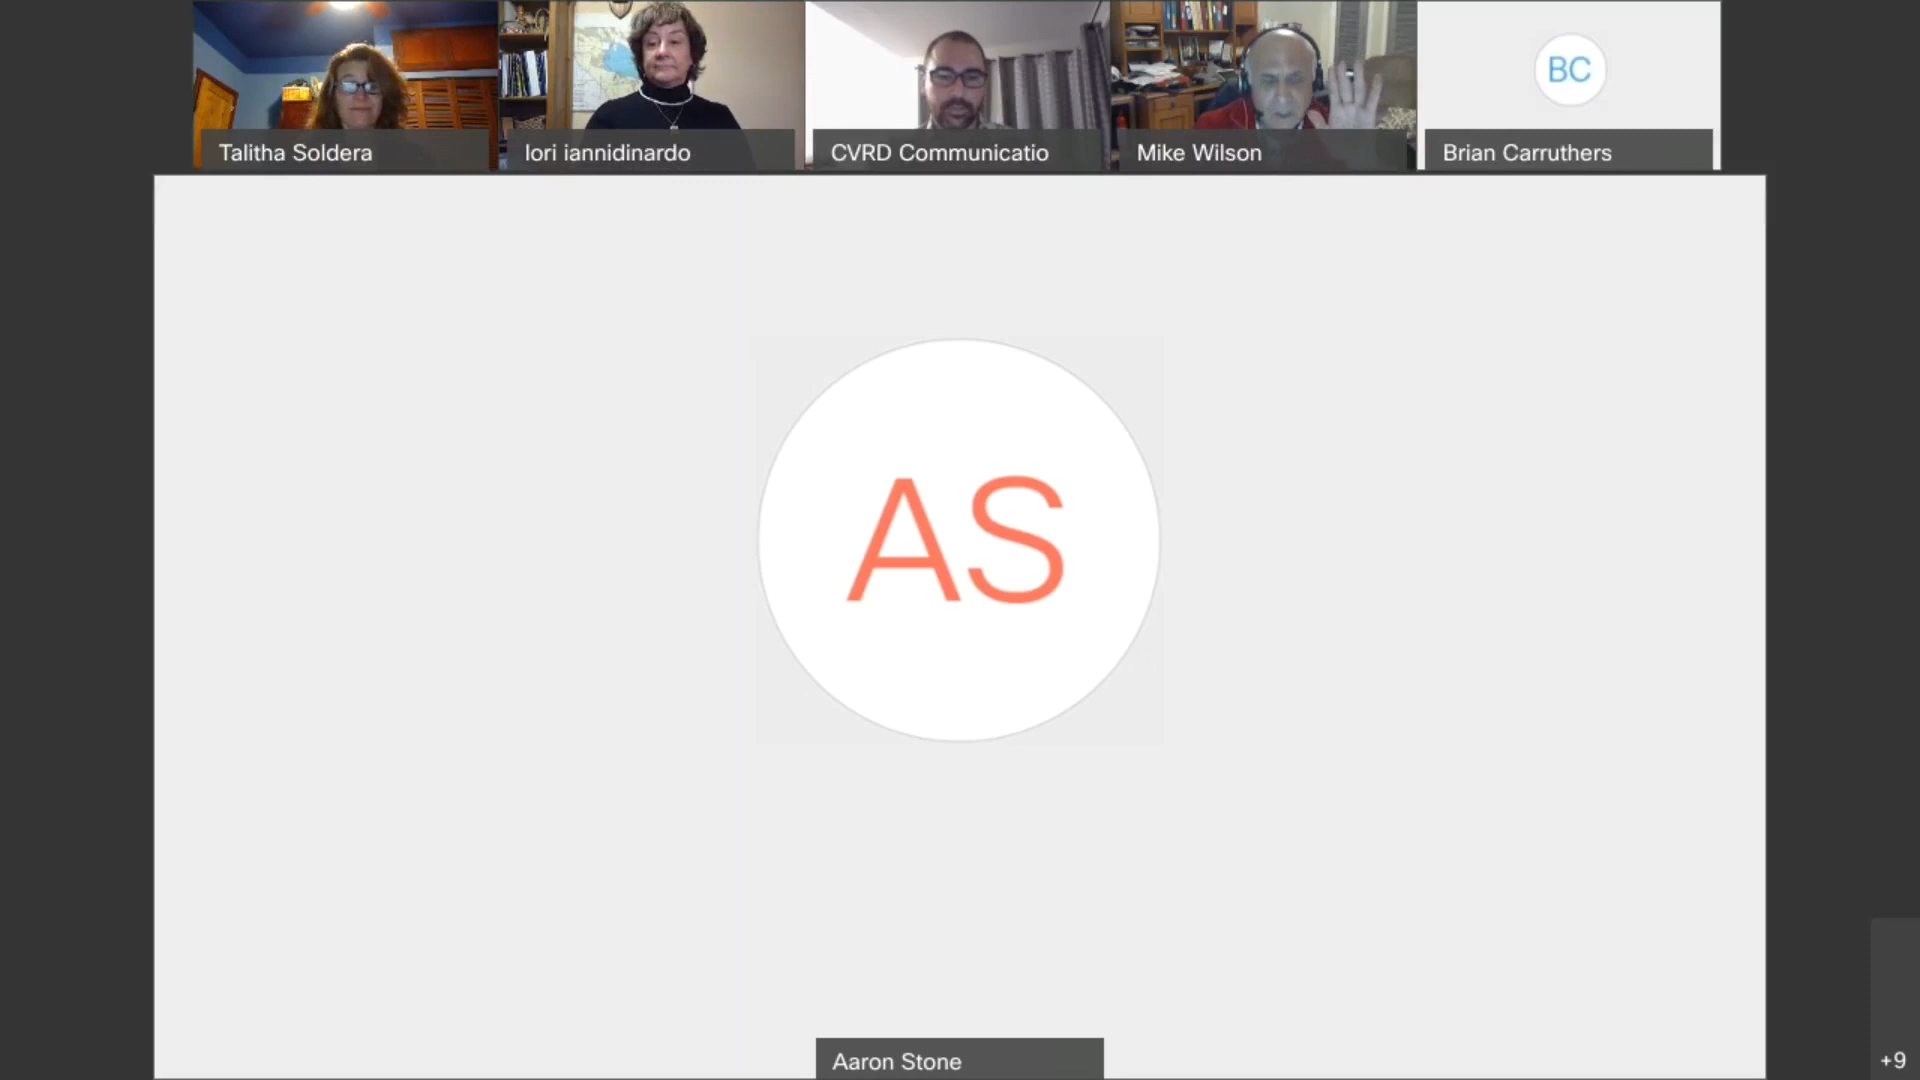 Talitha Soldera
lori iannidinardo
CVRD Communicatio
Mike Wilson
BC
Brian Carruthers
AS
Aaron Stone
+9